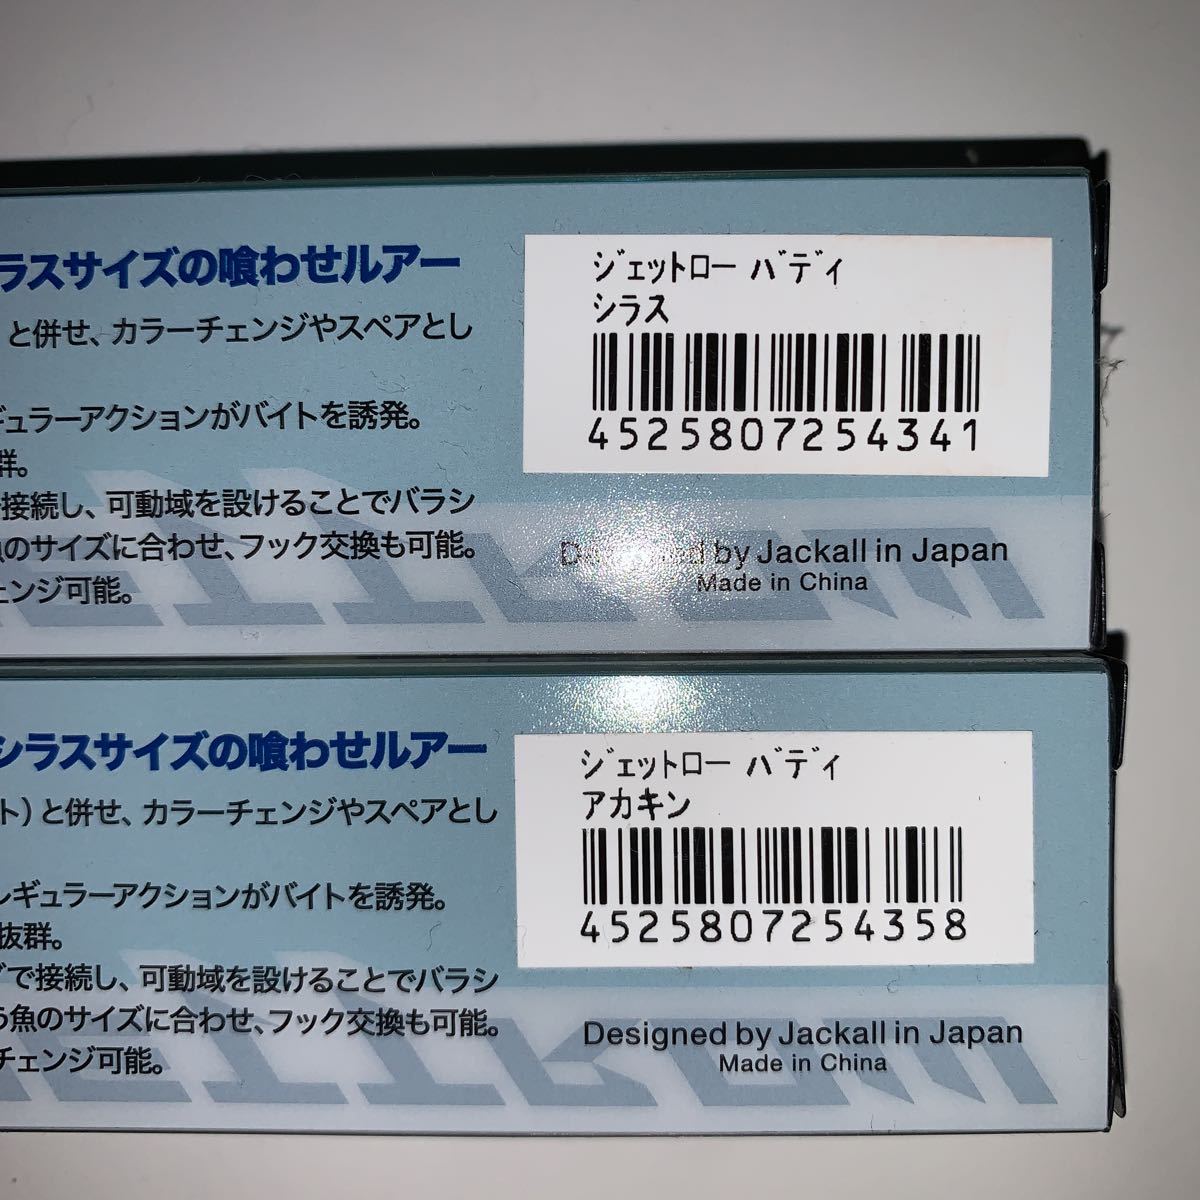 ラスサイズの喰わせルアー
と併せ、カラーチェンジやスペアとし
ギュラーアクションがバイトを誘発。
群。
で接続し、可動域を設けることでバラシ
魚のサイズに合わせ、フック交換も可能。
ェンジ可能。
ジェットロー バディ
シラス
4525807254341
Designed by Jackall in Japan
Made in China
シラスサイズの喰わせルアー
ト)と併せ、カラーチェンジやスペアとし
レギュラーアクションがバイトを誘発。
抜群。
グで接続し、可動域を設けることでバラシ
う魚のサイズに合わせ、フック交換も可能。
チェンジ可能。
ジェットロー バディ
アカキン
4525807254358
Designed by Jackall in Japan
Made in China